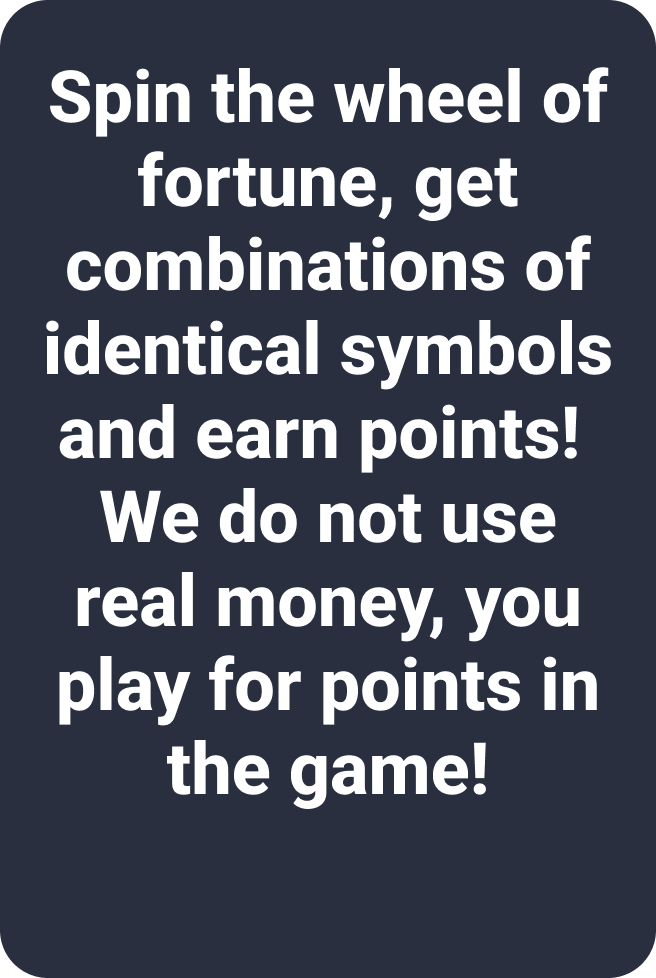 Spin the wheel of
fortune, get
combinations of
identical symbols
and earn points!
We do not use
real money, you
play for points in
the game!